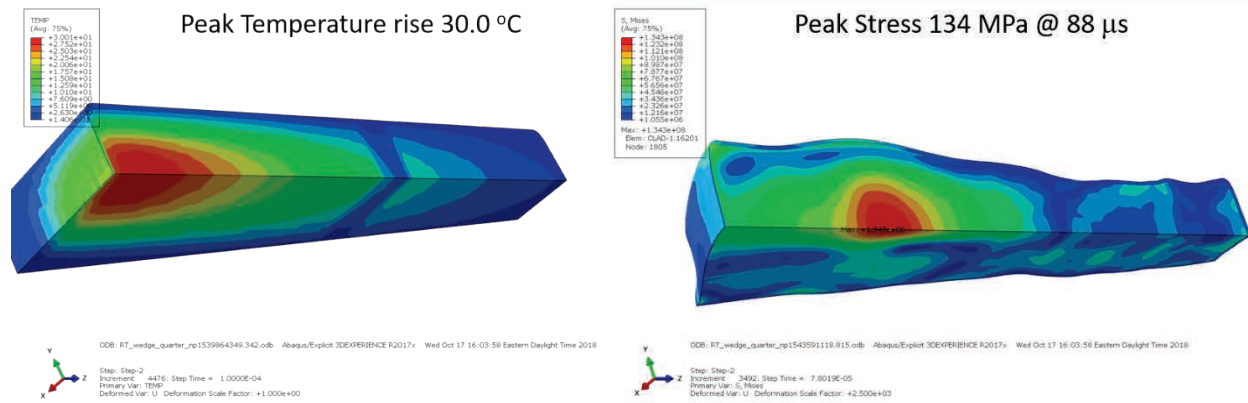 Peak Temperature rise 30.0 °C
TEMP
(Avg: 75%)
+3.001e+01
+2.752e+01
+2.503e+01
+2.254e+01
+2.006e+01
+1.757e+01
+1.508e+01
+1.259e+01
+1.010e+01
+7.609e+00
+5.119e+00
+2.630e+00
+1.406e-01
ODB: RT_wedge_quarter_np1539864349.342.odb Abaqus/Explicit 3DEXPERIENCE R2017x Wed Oct 17 16:03:58 Eastern Daylight Time 2018
Y
Z
X
Step: Step-2
Increment 4476: Step Time = 1.0000E-04
Primary Var: TEMP
Deformed Var: U Deformation Scale Factor: +1.000e+00
Peak Stress 134 MPa @ 88 μs
S, Mises
(Avg: 75%)
+1.343e+08
+1.232e+08
+1.121e+08
+1.010e+08
+8.987e+07
+7.877e+07
+6.767e+07
+5.656e+07
+4.546e+07
+3.436e+07
+2.326e+07
+1.216e+07
+1.055e+06
Max: +1.343e+08
Elem: CLAD-1.16201
Node: 1805
Max: +1.343e+08
ODB: RT_wedge_quarter_np1543591118.815.odb Abaqus/Explicit 3DEXPERIENCE R2017x Wed Oct 17 16:03:58 Eastern Daylight Time 2018
Y
Z
X
Step: Step-2
Increment 3492: Step Time = 7.8019E-05
Primary Var: S, Mises
Deformed Var: U Deformation Scale Factor: +2.500e+03